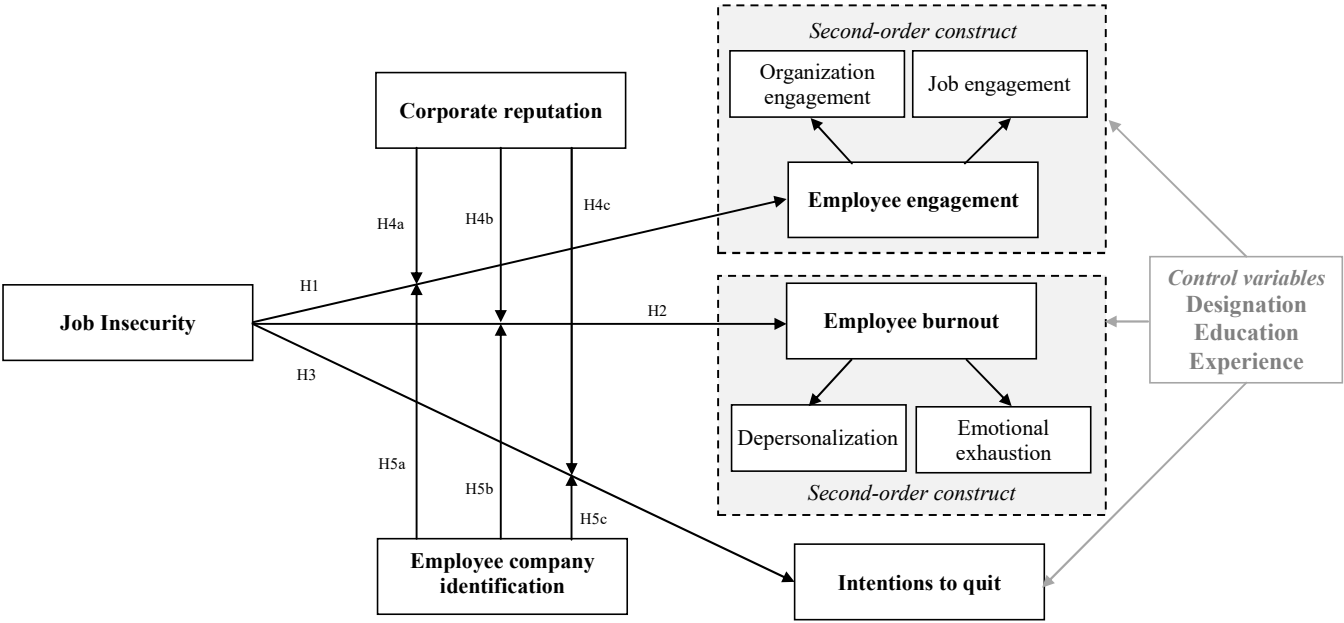 Second-order construct
Organization
engagement
Job engagement
Corporate reputation
Employee engagement
H4a
H4b
H4c
H1
Job Insecurity
H2
H3
Employee burnout
Control variables
Designation
Education
Experience
Depersonalization
Emotional
exhaustion
Second-order construct
H5a
H5b
H5c
Employee company
identification
Intentions to quit